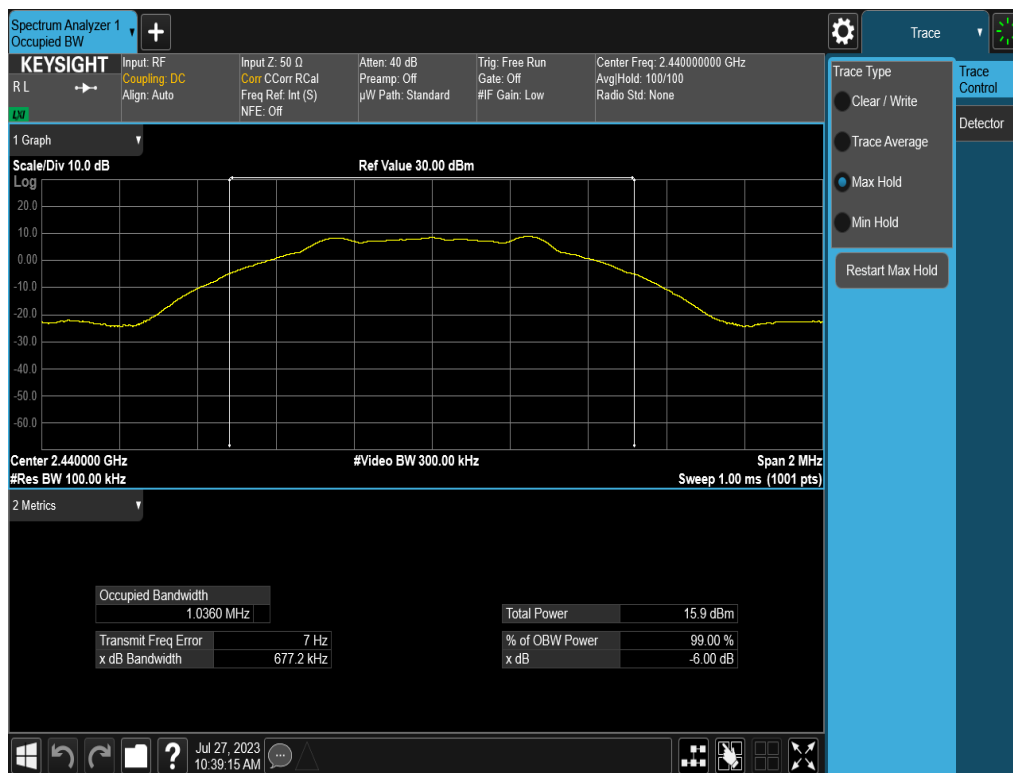 Spectrum Analyzer 1
Occupied BW
+
Trace
KEYSIGHT
R L
LXI
Input: RF
Coupling: DC
Align: Auto
Input Z: 50 Ω
Corr CCorr RCal
Freq Ref: Int (S)
NFE: Off
Atten: 40 dB
Preamp: Off
µW Path: Standard
Trig: Free Run
Gate: Off
#IF Gain: Low
Center Freq: 2.440000000 GHz
Avg|Hold: 100/100
Radio Std: None
Trace Type
Clear / Write
Trace Average
Max Hold
Min Hold
Restart Max Hold
Trace
Control
Detector
1 Graph
Scale/Div 10.0 dB
Ref Value 30.00 dBm
Log
20.0
10.0
0.00
-10.0
-20.0
-30.0
-40.0
-50.0
-60.0
Center 2.440000 GHz
#Video BW 300.00 kHz
Span 2 MHz
#Res BW 100.00 kHz
Sweep 1.00 ms (1001 pts)
2 Metrics
Occupied Bandwidth
1.0360 MHz
Total Power 15.9 dBm
Transmit Freq Error 7 Hz
% of OBW Power 99.00 %
x dB Bandwidth 677.2 kHz
x dB -6.00 dB
?
Jul 27, 2023
10:39:15 AM